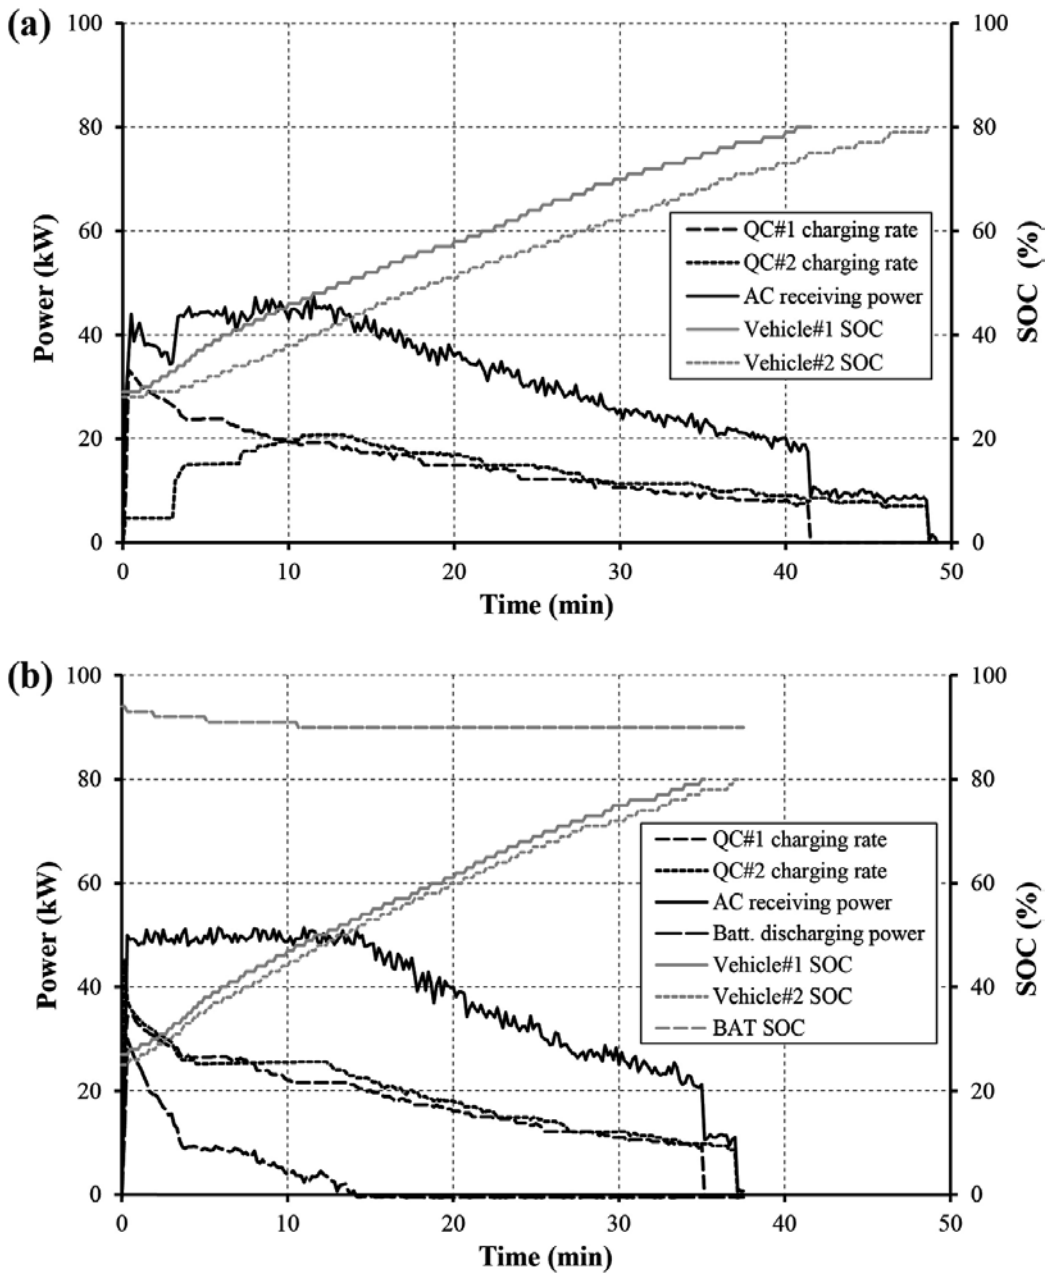 (a)
100
80
60
40
20
0
Power (kW)
100
80
60
40
20
0
SOC (%)
QC#1 charging rate
QC#2 charging rate
AC receiving power
Vehicle#1 SOC
Vehicle#2 SOC
0 10 20 30 40 50
Time (min)
(b)
100
80
60
40
20
0
Power (kW)
100
80
60
40
20
0
SOC (%)
QC#1 charging rate
QC#2 charging rate
AC receiving power
Batt. discharging power
Vehicle#1 SOC
Vehicle#2 SOC
BAT SOC
0 10 20 30 40 50
Time (min)